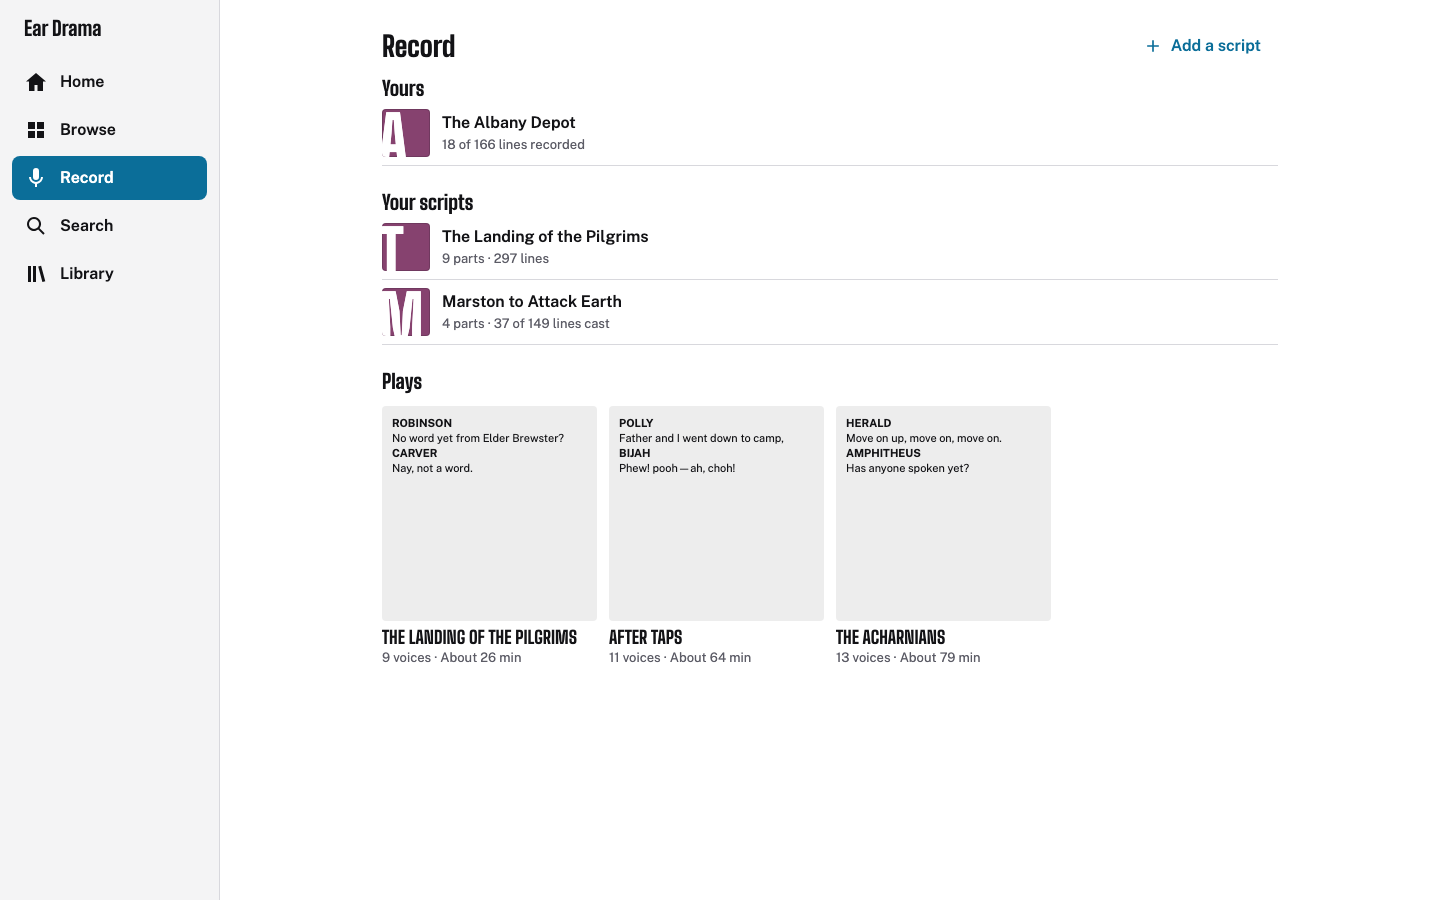 Ear Drama
Home
Browse
Record
Search
Library
Record
Add a script
Yours
A
The Albany Depot
18 of 166 lines recorded
Your scripts
T
The Landing of the Pilgrims
9 parts · 297 lines
M
Marston to Attack Earth
4 parts · 37 of 149 lines cast
Plays
ROBINSON
No word yet from Elder Brewster?
CARVER
Nay, not a word.
THE LANDING OF THE PILGRIMS
9 voices · About 26 min
POLLY
Father and I went down to camp,
BIJAH
Phew! pooh—ah, choh!
AFTER TAPS
11 voices · About 64 min
HERALD
Move on up, move on, move on.
AMPHITHEUS
Has anyone spoken yet?
THE ACHARNIANS
13 voices · About 79 min